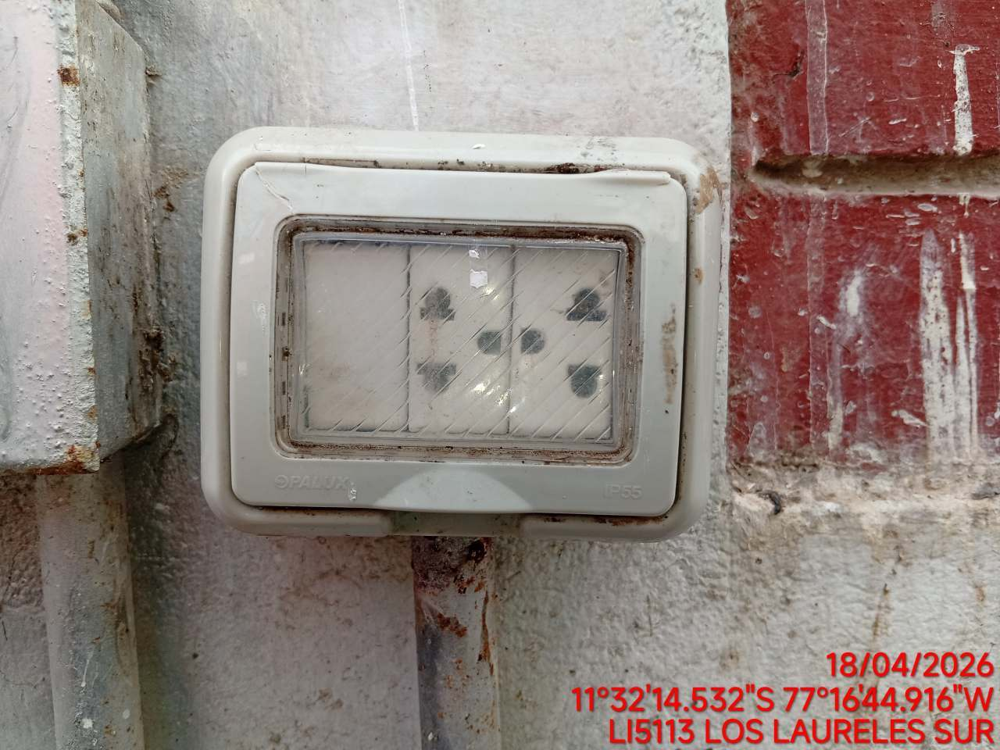 OPALUX
IP55
18/04/2026
11°32'14.532"S 77°16'44.916"W
LI5113 LOS LAURELES SUR